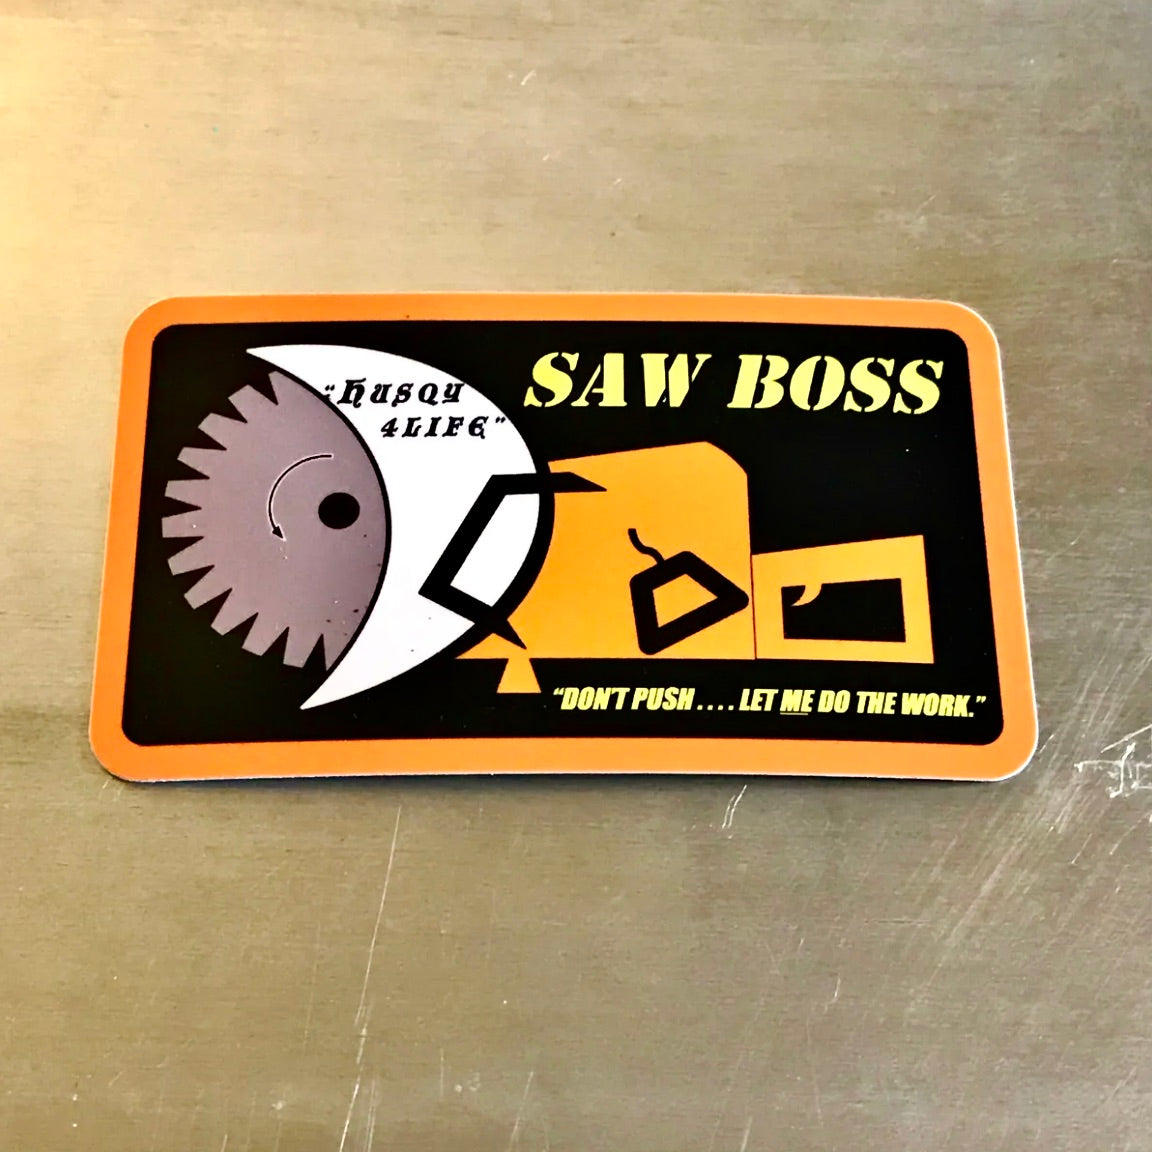 "HUSQY
4LIFE"
SAW BOSS
"DON'T PUSH .... LET ME DO THE WORK."